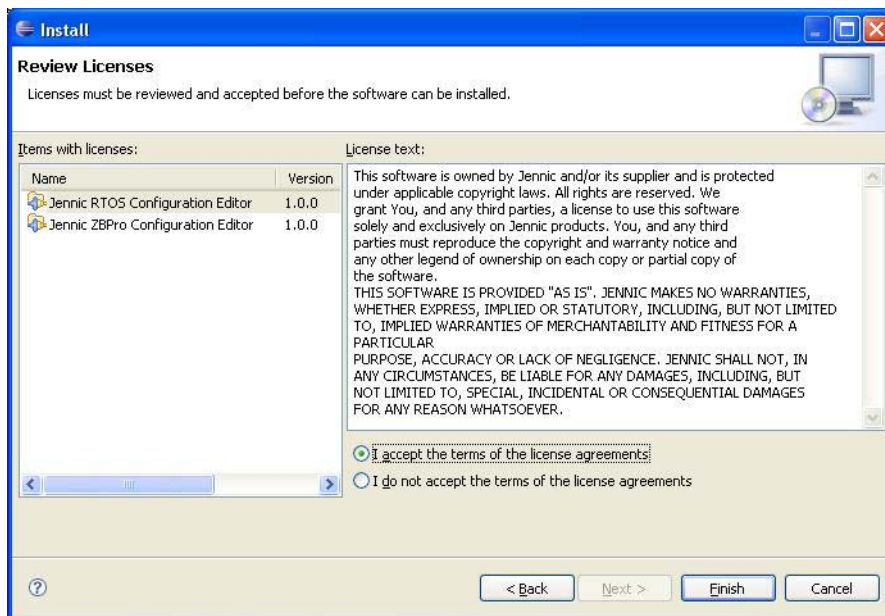 Install
Review Licenses
Licenses must be reviewed and accepted before the software can be installed.
Items with licenses:
Name Version
Jennic RTOS Configuration Editor 1.0.0
Jennic ZBPro Configuration Editor 1.0.0
License text:
This software is owned by Jennic and/or its supplier and is protected
under applicable copyright laws. All rights are reserved. We
grant You, and any third parties, a license to use this software
solely and exclusively on Jennic products. You, and any third
parties must reproduce the copyright and warranty notice and
any other legend of ownership on each copy or partial copy of
the software.
THIS SOFTWARE IS PROVIDED "AS IS". JENNIC MAKES NO WARRANTIES,
WHETHER EXPRESS, IMPLIED OR STATUTORY, INCLUDING, BUT NOT LIMITED
TO, IMPLIED WARRANTIES OF MERCHANTABILITY AND FITNESS FOR A
PARTICULAR
PURPOSE, ACCURACY OR LACK OF NEGLIGENCE. JENNIC SHALL NOT, IN
ANY CIRCUMSTANCES, BE LIABLE FOR ANY DAMAGES, INCLUDING, BUT
NOT LIMITED TO, SPECIAL, INCIDENTAL OR CONSEQUENTIAL DAMAGES
FOR ANY REASON WHATSOEVER.
I accept the terms of the license agreements
I do not accept the terms of the license agreements
? < Back Next > Finish Cancel